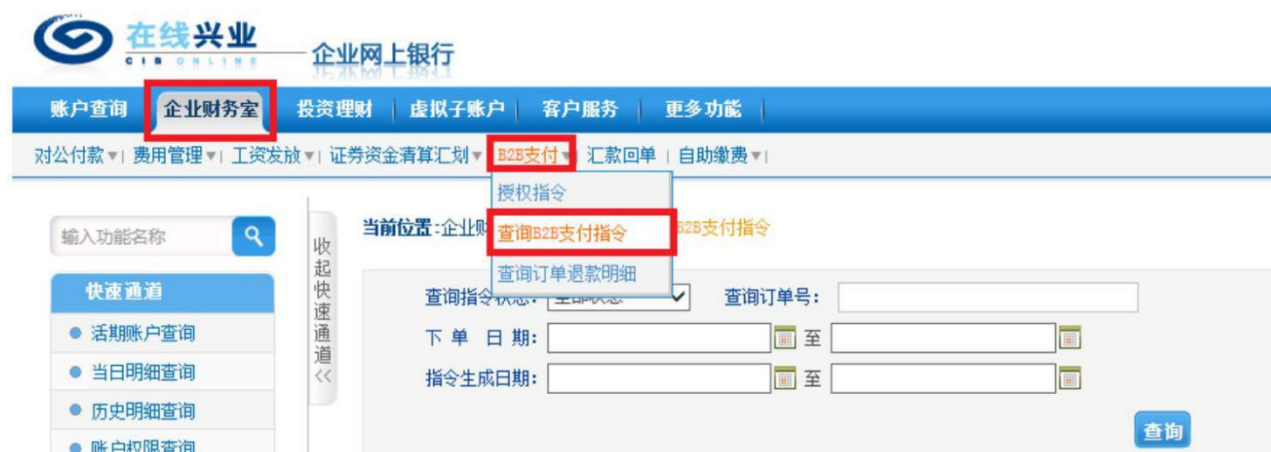 在线兴业
CIB ONLINE
企业网上银行
账户查询 企业财务室 投资理财 虚拟子账户 客户服务 更多功能
对公付款 费用管理 工资发放 证券资金清算汇划 B2B支付 汇款回单 自助缴费
授权指令
查询B2B支付指令
查询订单退款明细
输入功能名称
收起快速通道<<
当前位置:企业财 B2B支付指令
快速通道
活期账户查询
当日明细查询
历史明细查询
账户权限查询
查询指令状态: 全部状态 查询订单号:
下单日期: 至
指令生成日期: 至
查询